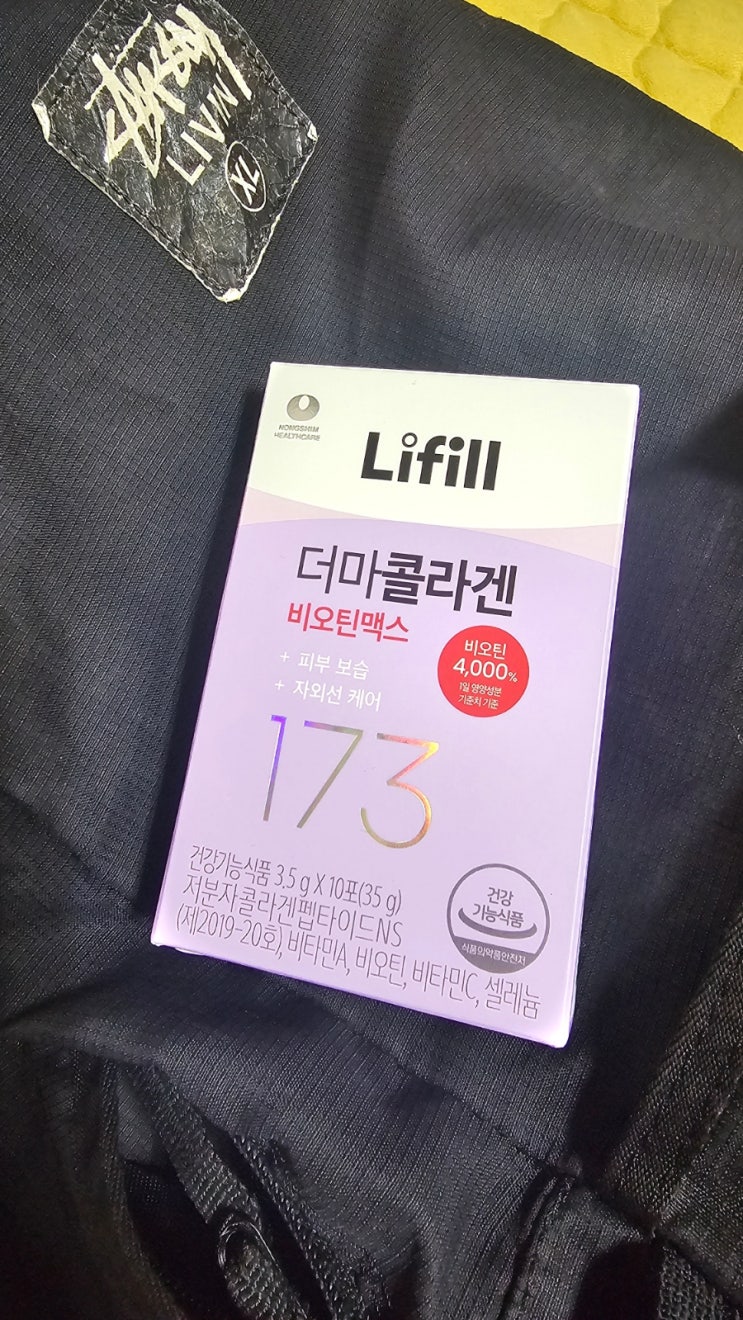 LIVIN'
NONGSHIM
HEALTHCARE
Lifill
더마콜라겐
비오틴맥스
+ 피부 보습
+ 자외선 케어
비오틴
4,000%
1일 영양성분
기준치 기준
173
건강기능식품 3.5 g X 10포(35 g)
저분자콜라겐펩타이드NS
(제2019-20호), 비타민A, 비오틴, 비타민C, 셀레늄
건강
기능식품
식품의약품안전처